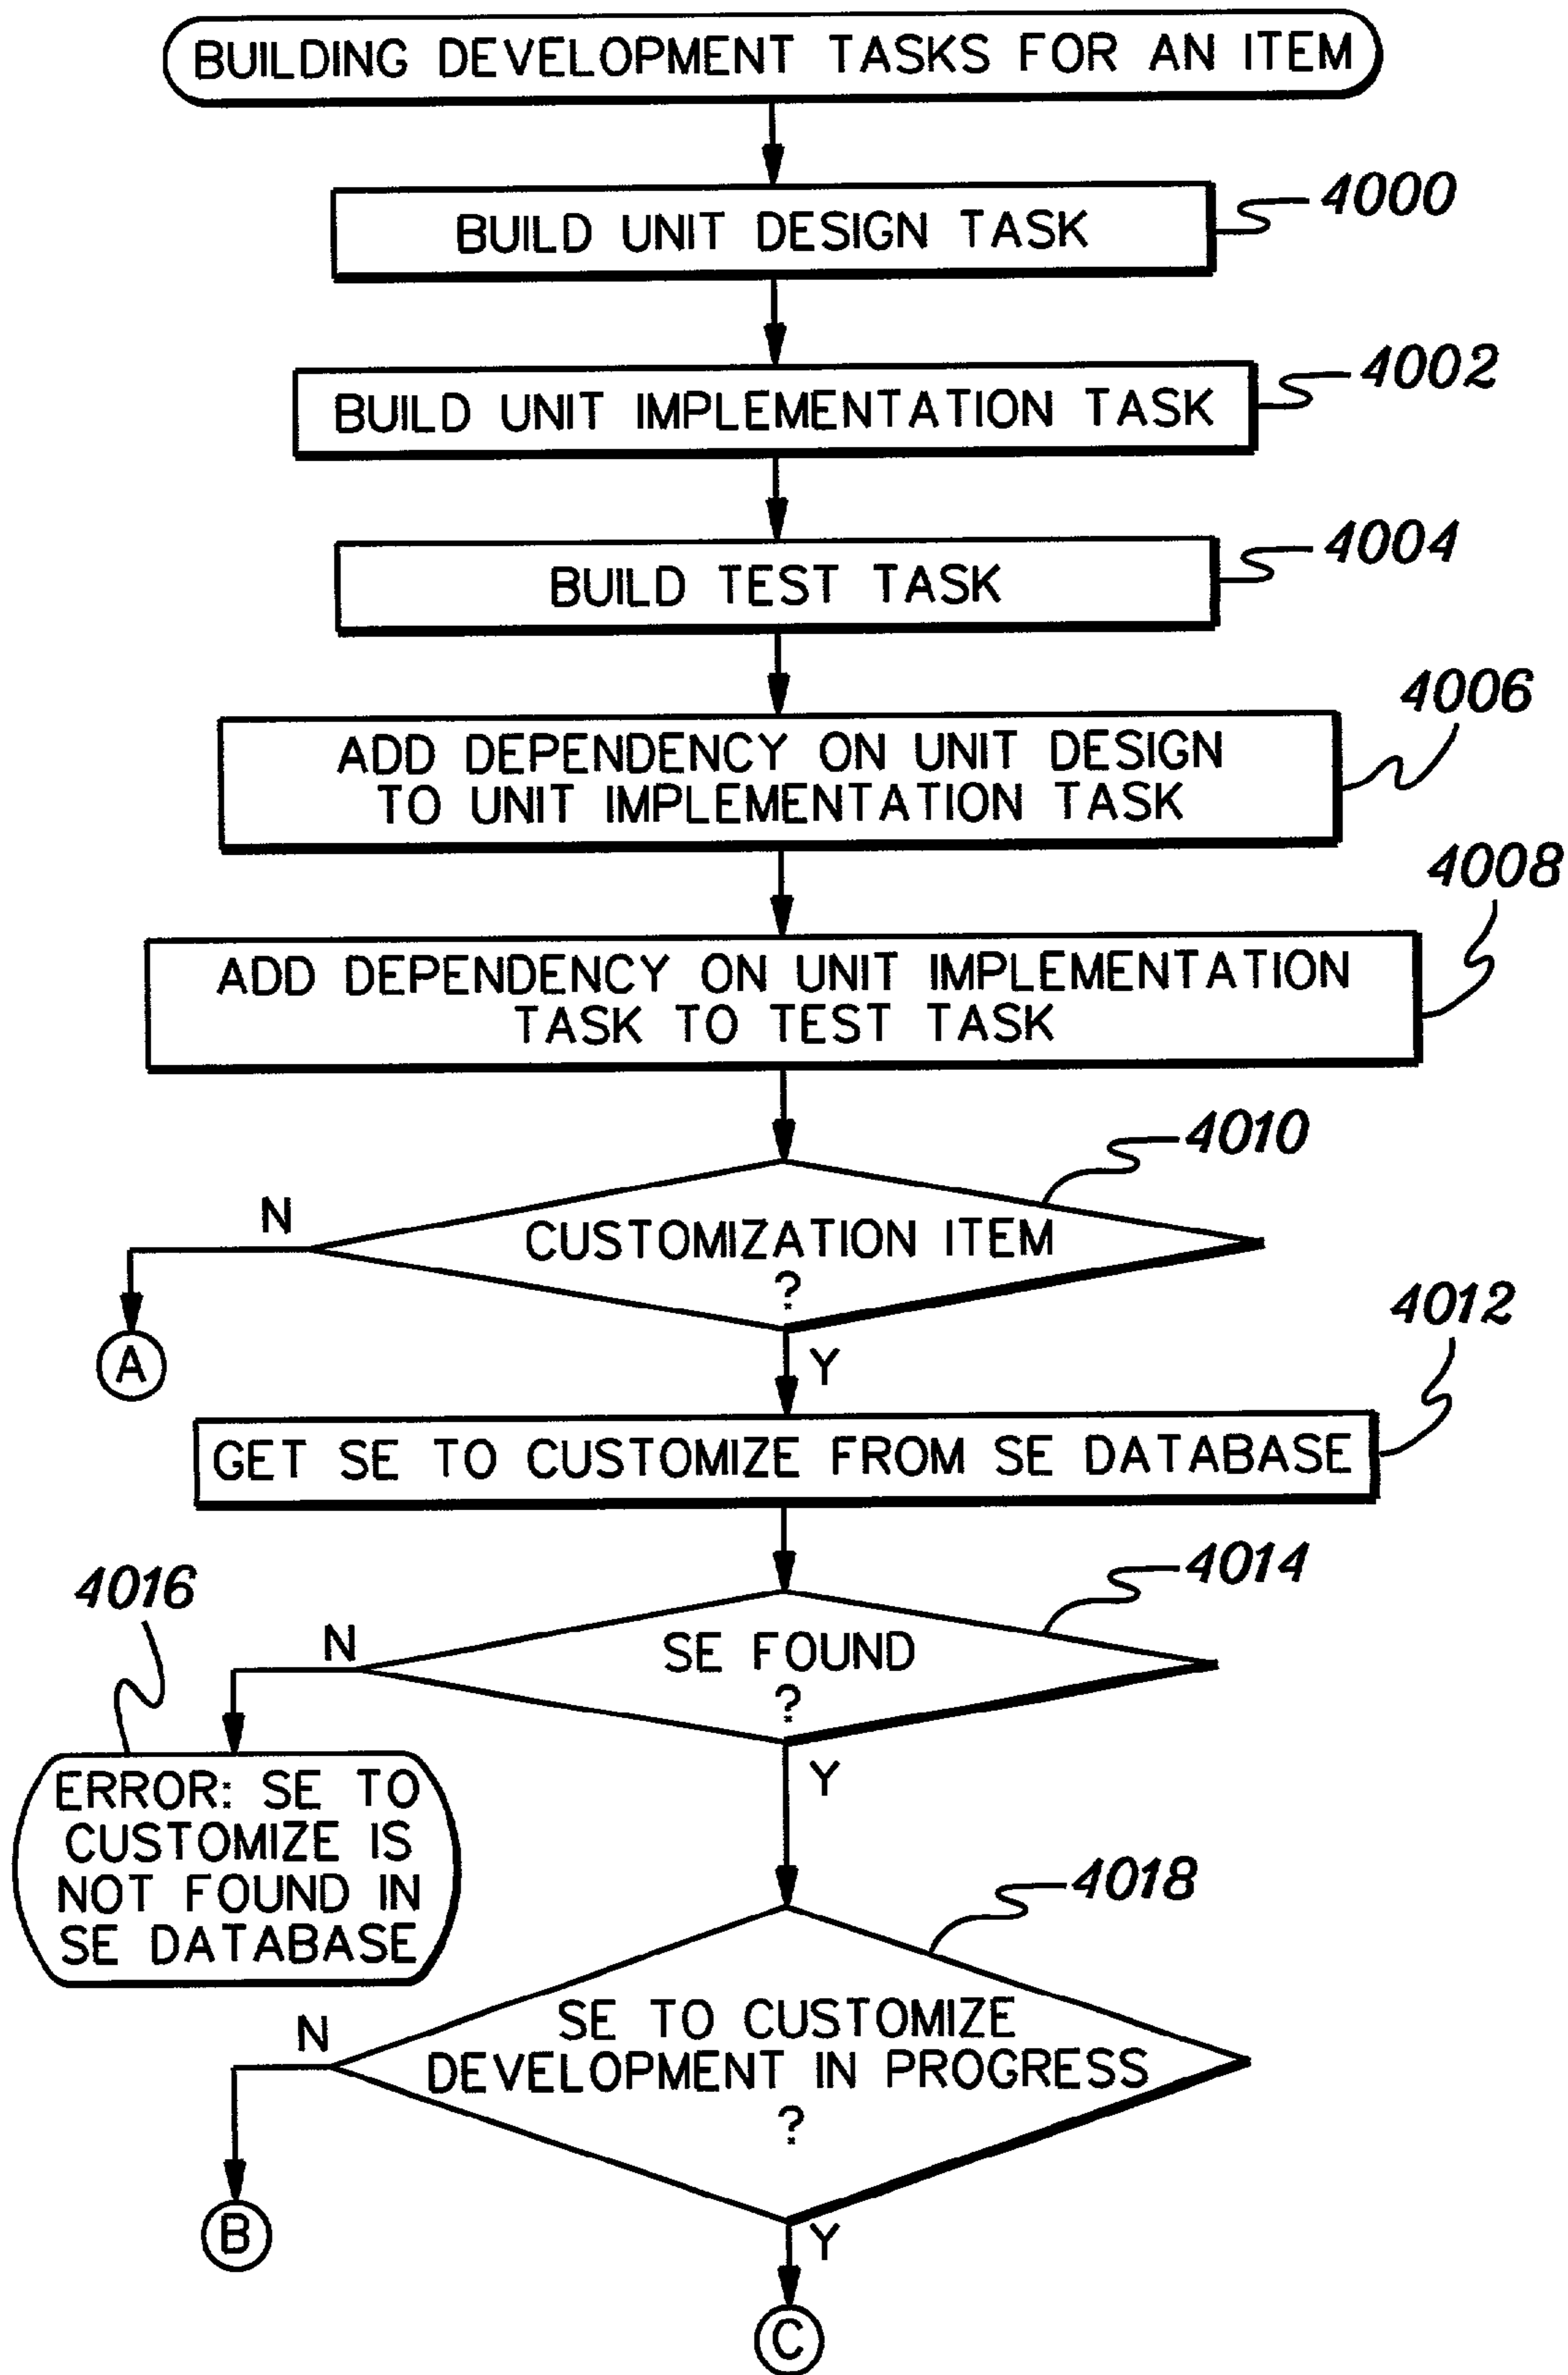 BUILDING DEVELOPMENT TASKS FOR AN ITEM
BUILD UNIT DESIGN TASK
4000
BUILD UNIT IMPLEMENTATION TASK
4002
BUILD TEST TASK
4004
ADD DEPENDENCY ON UNIT DESIGN
TO UNIT IMPLEMENTATION TASK
4006
ADD DEPENDENCY ON UNIT IMPLEMENTATION
TASK TO TEST TASK
4008
CUSTOMIZATION ITEM
?
4010
N
A
Y
GET SE TO CUSTOMIZE FROM SE DATABASE
4012
SE FOUND
?
4014
N
4016
ERROR: SE TO
CUSTOMIZE IS
NOT FOUND IN
SE DATABASE
Y
SE TO CUSTOMIZE
DEVELOPMENT IN PROGRESS
?
4018
N
B
Y
C